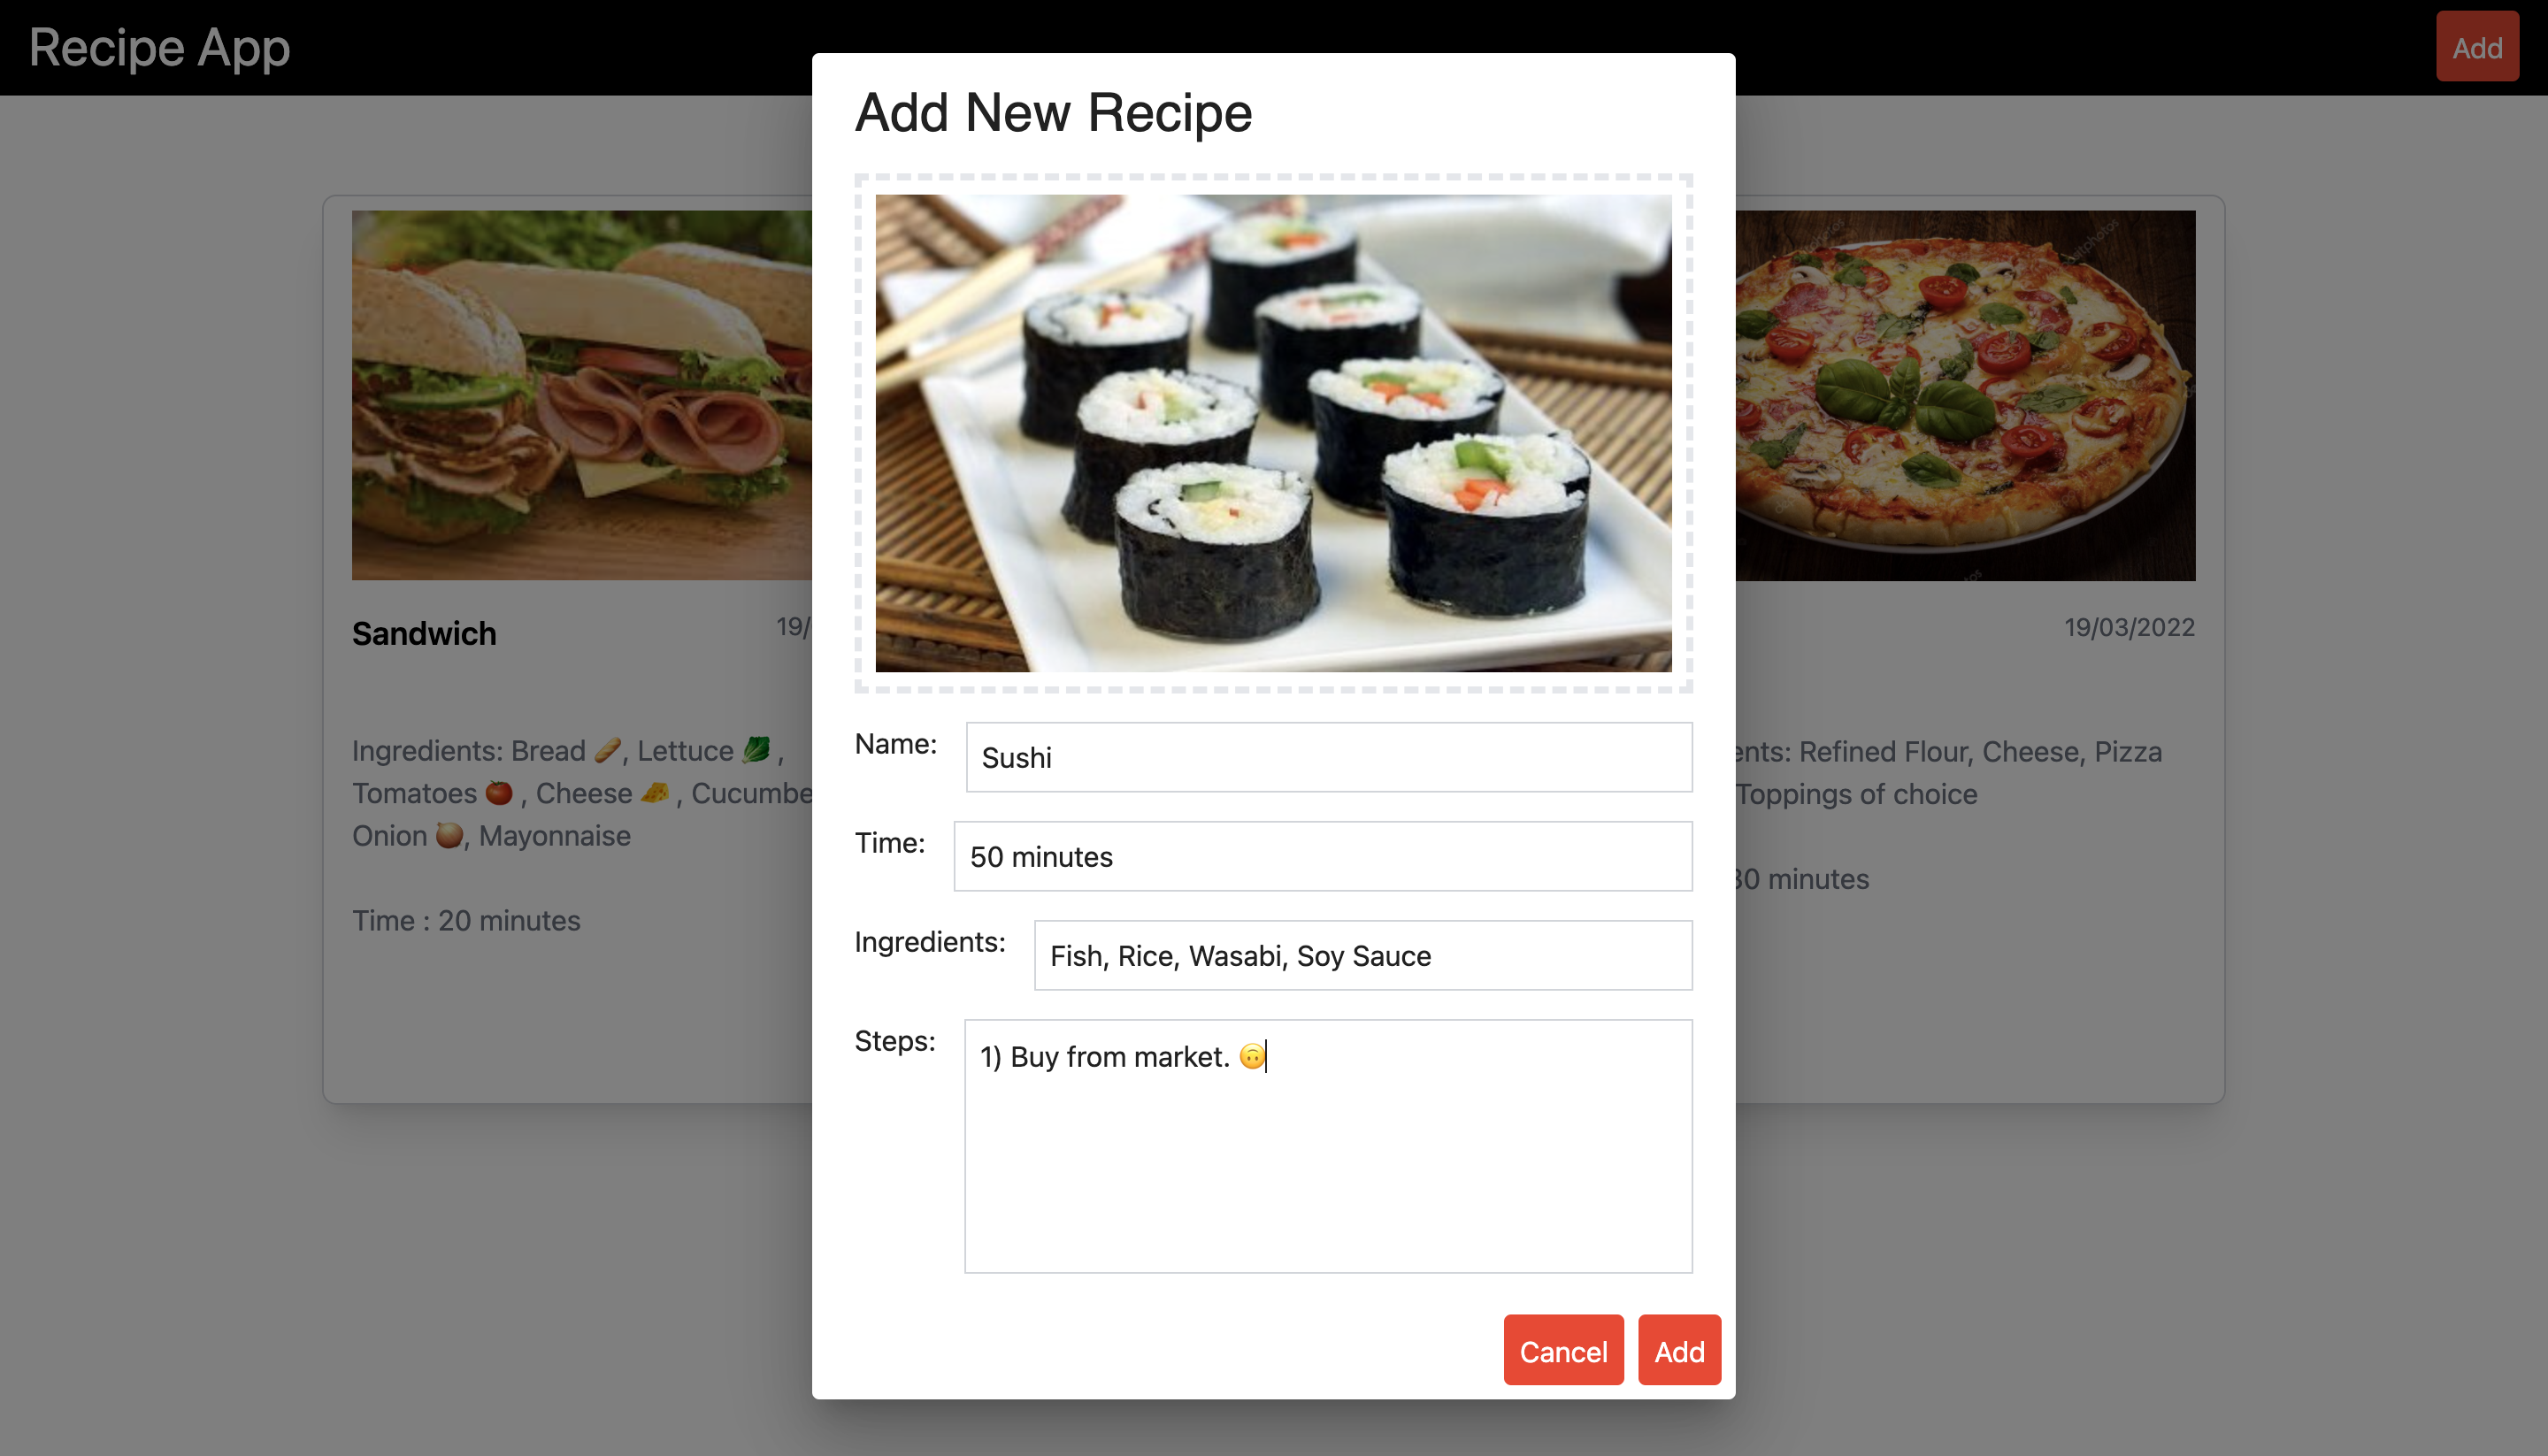 Recipe App
Add
Add New Recipe
Sandwich
19/
19/03/2022
Ingredients: Bread 🥖, Lettuce 🥬 ,
Tomatoes 🍅 , Cheese 🧀 , Cucumbe
Onion 🧅, Mayonnaise
Time : 20 minutes
ents: Refined Flour, Cheese, Pizza
Toppings of choice
30 minutes
Name:
Sushi
Time:
50 minutes
Ingredients:
Fish, Rice, Wasabi, Soy Sauce
Steps:
1) Buy from market. 🙃
Cancel
Add